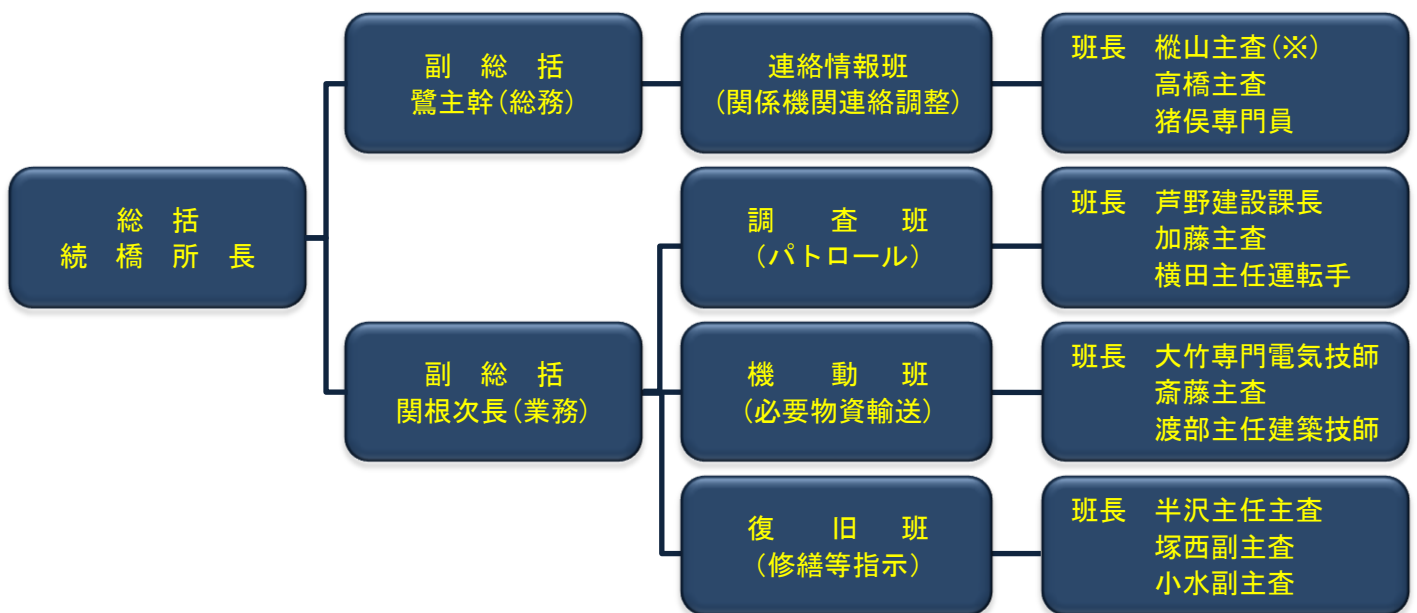 総　括
続　橋　所　長
副　総　括
鷺主幹(総務)
連絡情報班
(関係機関連絡調整)
班長　樅山主査(※)
高橋主査
猪俣専門員
副　総　括
関根次長(業務)
調　査　班
(パトロール)
班長　芦野建設課長
加藤主査
横田主任運転手
機　動　班
(必要物資輸送)
班長　大竹専門電気技師
斎藤主査
渡部主任建築技師
復　旧　班
(修繕等指示)
班長　半沢主任主査
塚西副主査
小水副主査